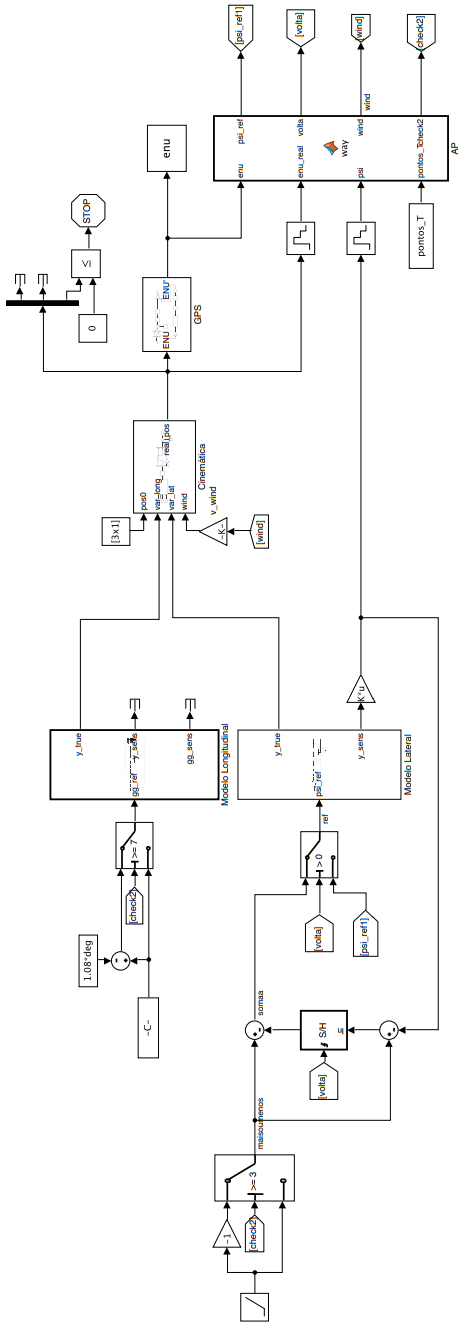 [psi_ref1]
[volta]
[wind]
[check2]
wind
enu
psi_ref
enu_real
volta
psi
wind
pontos_T
check2
way
AP
enu
pontos_T
STOP
<=
0
ENU
ENU'
GPS
pos0
var_long
var_lat
wind
real_pos
Cinemática
[3x1]
-K-
v_wind
[wind]
y_true
gg_ref
y_sens
gg_sens
Modelo Longitudinal
y_true
psi_ref
y_sens
Modelo Lateral
K*u
>= 7
[check2]
1.08*deg
-C-
ref
> 0
[volta]
[psi_ref1]
somaa
S/H
[volta]
maisoumenos
>= 3
-1
[check2]